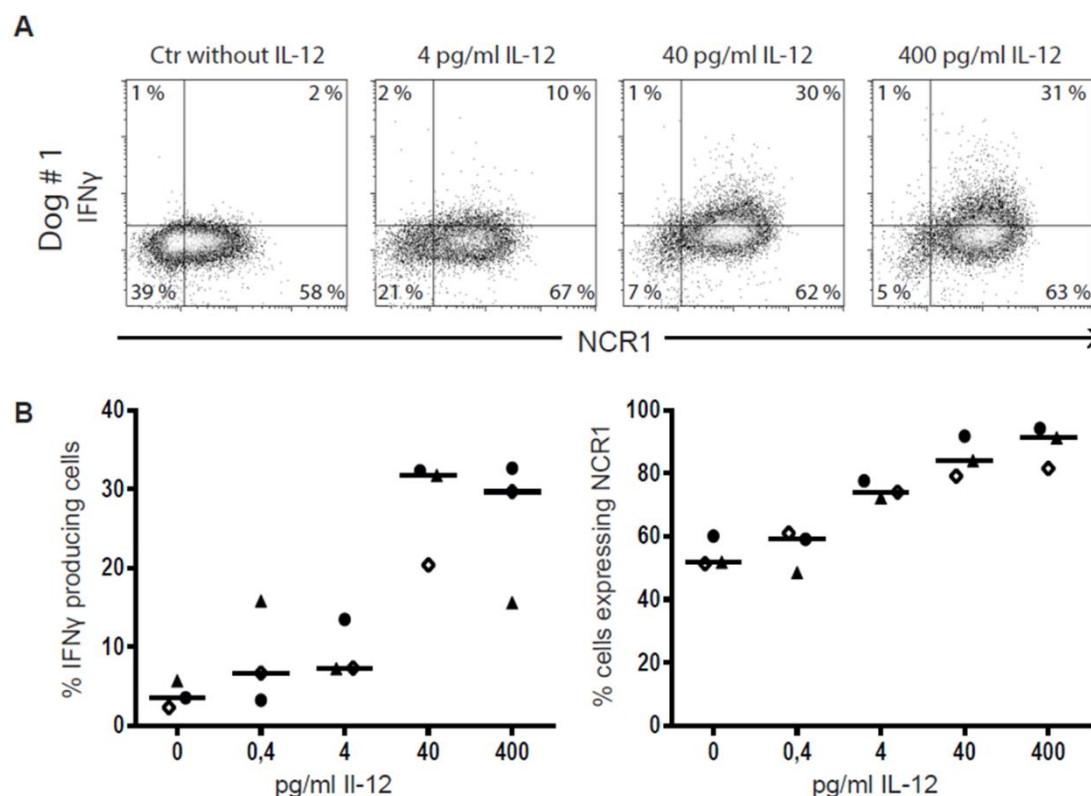 A
Ctr without IL-12 4 pg/ml IL-12 40 pg/ml IL-12 400 pg/ml IL-12
1 % 2 % 2 % 10 % 1 % 30 % 1 % 31 %
Dog # 1
IFNγ
39 % 58 % 21 % 67 % 7 % 62 % 5 % 63 %
NCR1
B
% IFNγ producing cells
40
30
20
10
0
0 0,4 4 40 400
pg/ml Il-12
% cells expressing NCR1
100
80
60
40
20
0
0 0,4 4 40 400
pg/ml IL-12